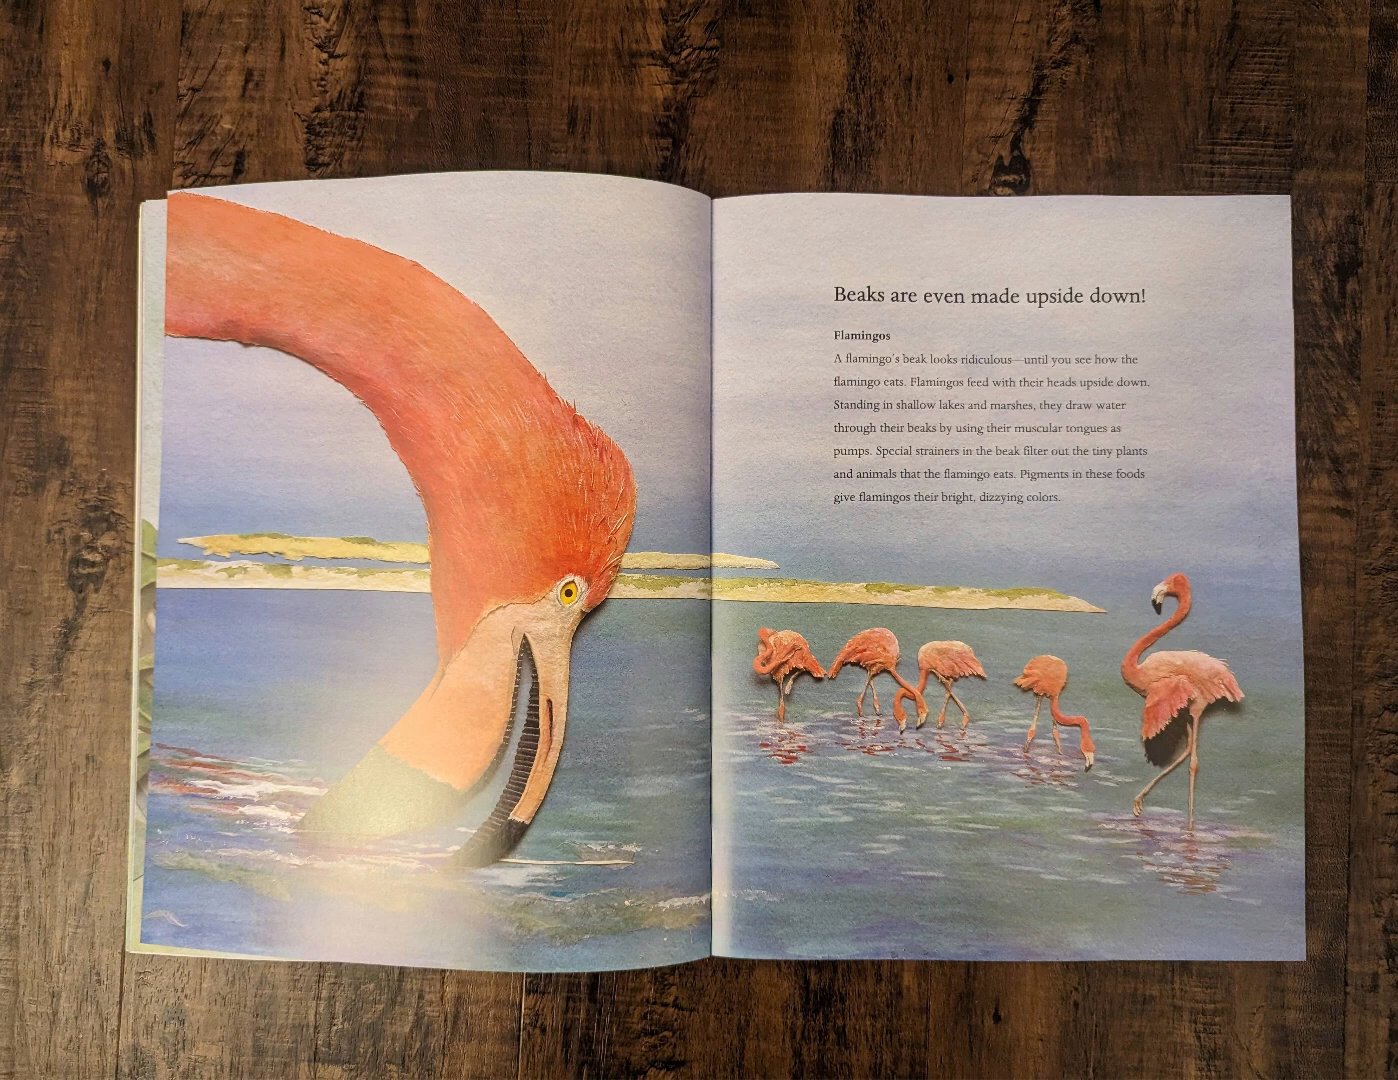 Beaks are even made upside down!
Flamingos
A flamingo's beak looks ridiculous—until you see how the
flamingo eats. Flamingos feed with their heads upside down.
Standing in shallow lakes and marshes, they draw water
through their beaks by using their muscular tongues as
pumps. Special strainers in the beak filter out the tiny plants
and animals that the flamingo eats. Pigments in these foods
give flamingos their bright, dizzying colors.